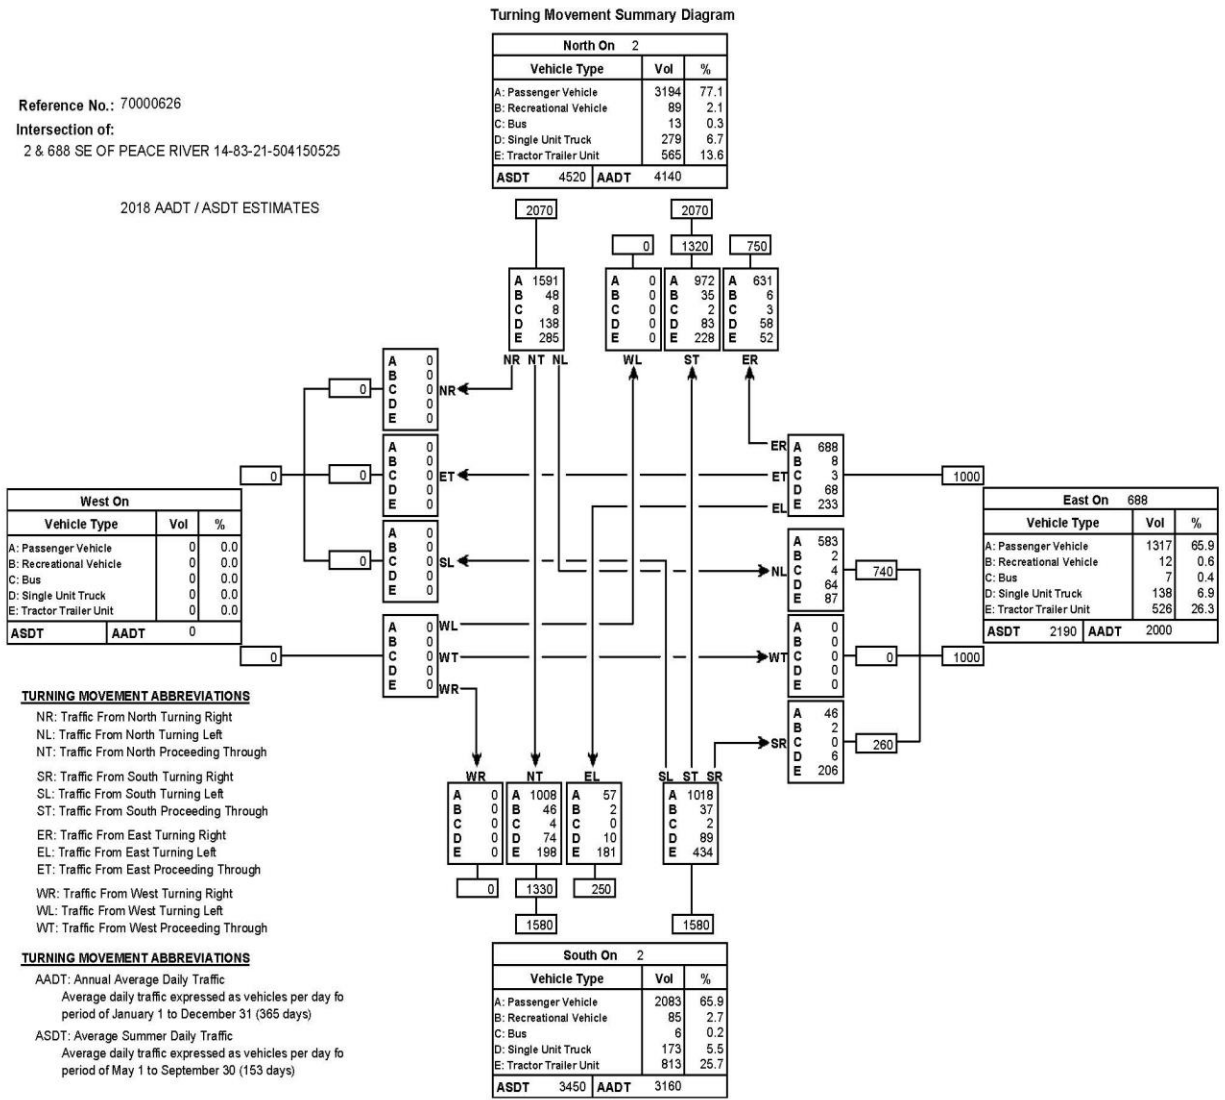 Turning Movement Summary Diagram
North On 2
Vehicle Type Vol %
A: Passenger Vehicle 3194 77.1
B: Recreational Vehicle 89 2.1
C: Bus 13 0.3
D: Single Unit Truck 279 6.7
E: Tractor Trailer Unit 565 13.6
ASDT 4520 AADT 4140
Reference No.: 70000626
Intersection of:
2 & 688 SE OF PEACE RIVER 14-83-21-504150525
2018 AADT / ASDT ESTIMATES
2070 2070
0 1320 750
A 1591
B 48
C 8
D 138
E 285
NR NT NL
A 0
B 0
C 0
D 0
E 0
WL
A 972
B 35
C 2
D 83
E 228
ST
A 631
B 6
C 3
D 58
E 52
ER
0
A 0
B 0
C 0
D 0
E 0
NR
0
0
A 0
B 0
C 0
D 0
E 0
ET
0
A 0
B 0
C 0
D 0
E 0
SL
0
A 0
B 0
C 0
D 0
E 0
WL
WT
WR
West On
Vehicle Type Vol %
A: Passenger Vehicle 0 0.0
B: Recreational Vehicle 0 0.0
C: Bus 0 0.0
D: Single Unit Truck 0 0.0
E: Tractor Trailer Unit 0 0.0
ASDT AADT 0
ER
ET
EL
A 688
B 8
C 3
D 68
E 233
1000
NL
A 583
B 2
C 4
D 64
E 87
740
WT
A 0
B 0
C 0
D 0
E 0
0
1000
SR
A 46
B 2
C 0
D 6
E 206
260
East On 688
Vehicle Type Vol %
A: Passenger Vehicle 1317 65.9
B: Recreational Vehicle 12 0.6
C: Bus 7 0.4
D: Single Unit Truck 138 6.9
E: Tractor Trailer Unit 526 26.3
ASDT 2190 AADT 2000
TURNING MOVEMENT ABBREVIATIONS
NR: Traffic From North Turning Right
NL: Traffic From North Turning Left
NT: Traffic From North Proceeding Through
SR: Traffic From South Turning Right
SL: Traffic From South Turning Left
ST: Traffic From South Proceeding Through
ER: Traffic From East Turning Right
EL: Traffic From East Turning Left
ET: Traffic From East Proceeding Through
WR: Traffic From West Turning Right
WL: Traffic From West Turning Left
WT: Traffic From West Proceeding Through
TURNING MOVEMENT ABBREVIATIONS
AADT: Annual Average Daily Traffic
Average daily traffic expressed as vehicles per day fo
period of January 1 to December 31 (365 days)
ASDT: Average Summer Daily Traffic
Average daily traffic expressed as vehicles per day fo
period of May 1 to September 30 (153 days)
WR
A 0
B 0
C 0
D 0
E 0
0
NT
A 1008
B 46
C 4
D 74
E 198
1330
1580
EL
A 57
B 2
C 0
D 10
E 181
250
SL ST SR
A 1018
B 37
C 2
D 89
E 434
1580
South On 2
Vehicle Type Vol %
A: Passenger Vehicle 2083 65.9
B: Recreational Vehicle 85 2.7
C: Bus 6 0.2
D: Single Unit Truck 173 5.5
E: Tractor Trailer Unit 813 25.7
ASDT 3450 AADT 3160